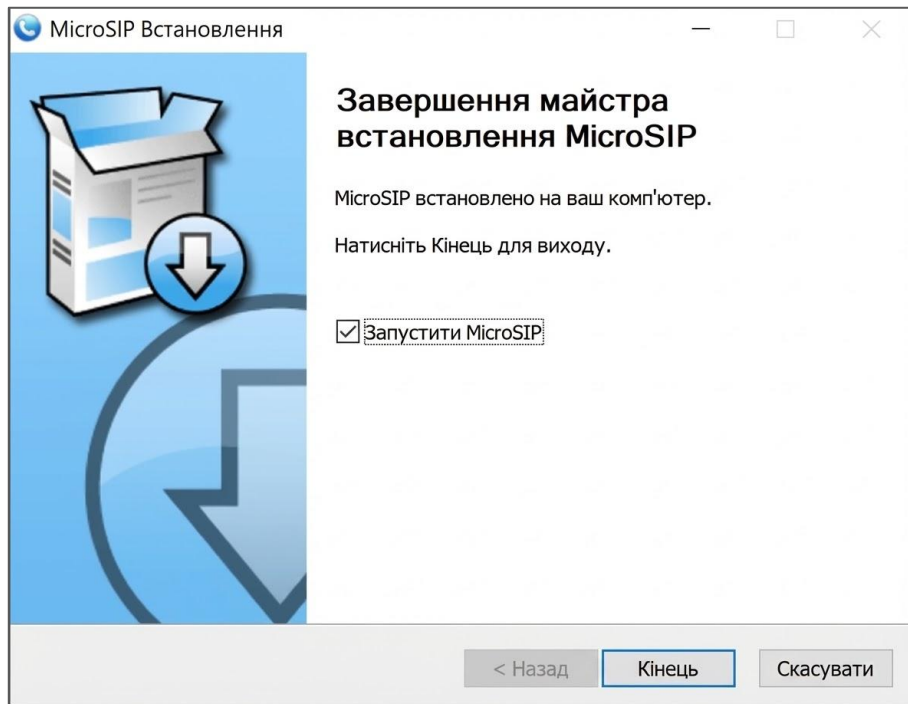 MicroSIP Встановлення
Завершення майстра
встановлення MicroSIP
MicroSIP встановлено на ваш комп'ютер.
Натисніть Кінець для виходу.
Запустити MicroSIP
< Назад
Кінець
Скасувати